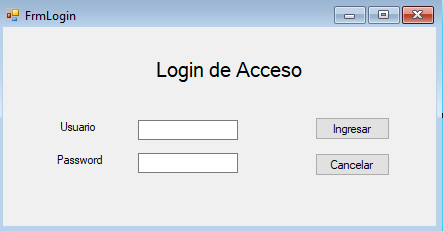 FrmLogin
Login de Acceso
Usuario
Ingresar
Password
Cancelar